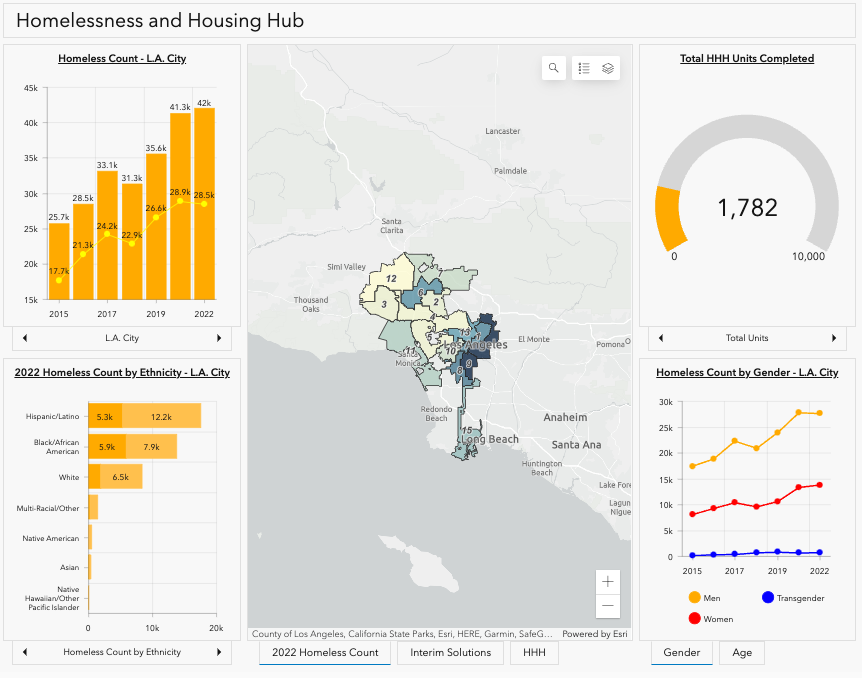 Homelessness and Housing Hub
Homeless Count - L.A. City
45k
40k
35k
30k
25k
20k
15k
25.7k
28.5k
33.1k
31.3k
35.6k
41.3k
42k
17.7k
21.3k
24.2k
22.9k
26.6k
28.9k
28.5k
2015
2017
2019
2022
L.A. City
2022 Homeless Count by Ethnicity - L.A. City
Hispanic/Latino
5.3k
12.2k
Black/African
American
5.9k
7.9k
White
6.5k
Multi-Racial/Other
Native American
Asian
Native
Hawaiian/Other
Pacific Islander
0
10k
20k
Homeless Count by Ethnicity
Lancaster
Palmdale
Santa
Clarita
Simi Valley
Thousand
Oaks
12
6
3
2
4
5
13
11
10
9
8
15
Los Angeles
Santa
Monica
El Monte
Pomona
Redondo
Beach
Anaheim
Long Beach
Santa Ana
Huntington
Beach
Lake Fore
Lagun
Nigue
County of Los Angeles, California State Parks, Esri, HERE, Garmin, SafeG...
Powered by Esri
2022 Homeless Count
Interim Solutions
HHH
Total HHH Units Completed
1,782
0
10,000
Total Units
Homeless Count by Gender - L.A. City
30k
25k
20k
15k
10k
5k
0
2015
2017
2019
2022
Men
Transgender
Women
Gender
Age